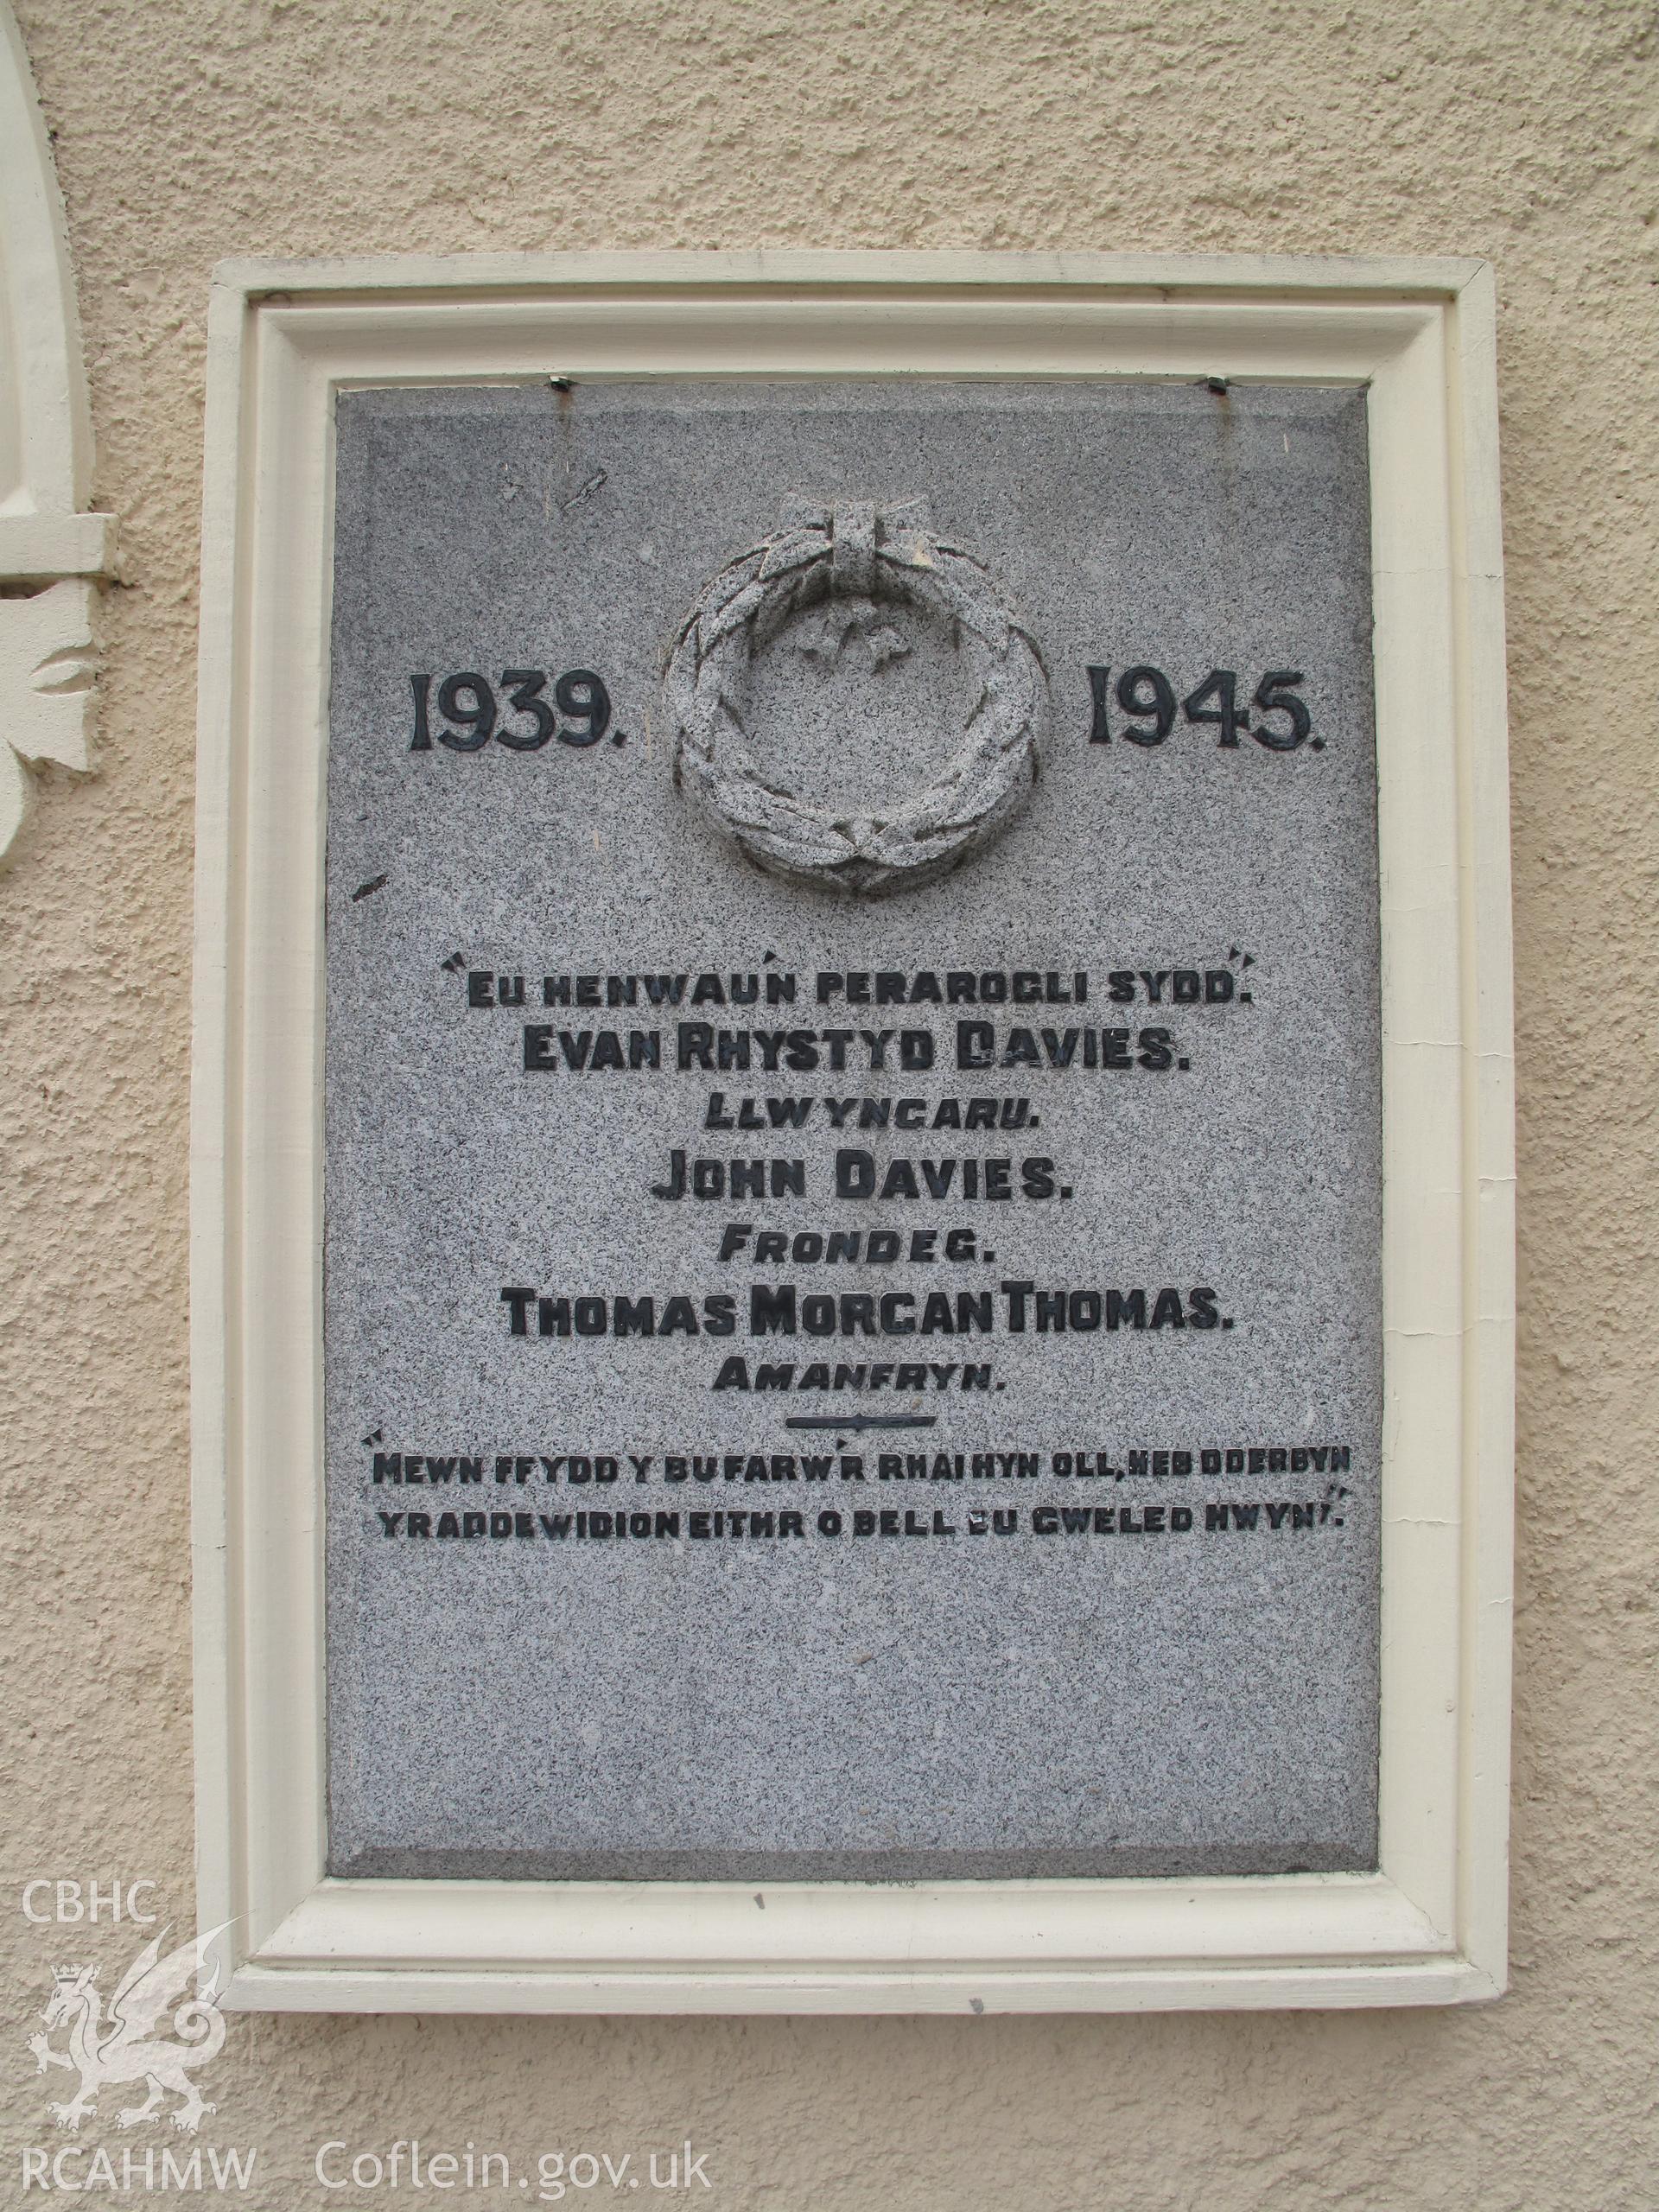 1939. 1945.
"EU HENWAU'N PERAROGLI SYDD".
EVAN RHYSTYD DAVIES.
LLWYNGARU.
JOHN DAVIES.
FRONDEG.
THOMAS MORGAN THOMAS.
AMANFRYN.
"MEWN FFYDD Y BU FARW'R RHAI HYN OLL, HEB DDERBYN
YR ADDEWIDION EITHR O BELL EU GWELED HWYNT".
CBHC
RCAHMW Coflein.gov.uk